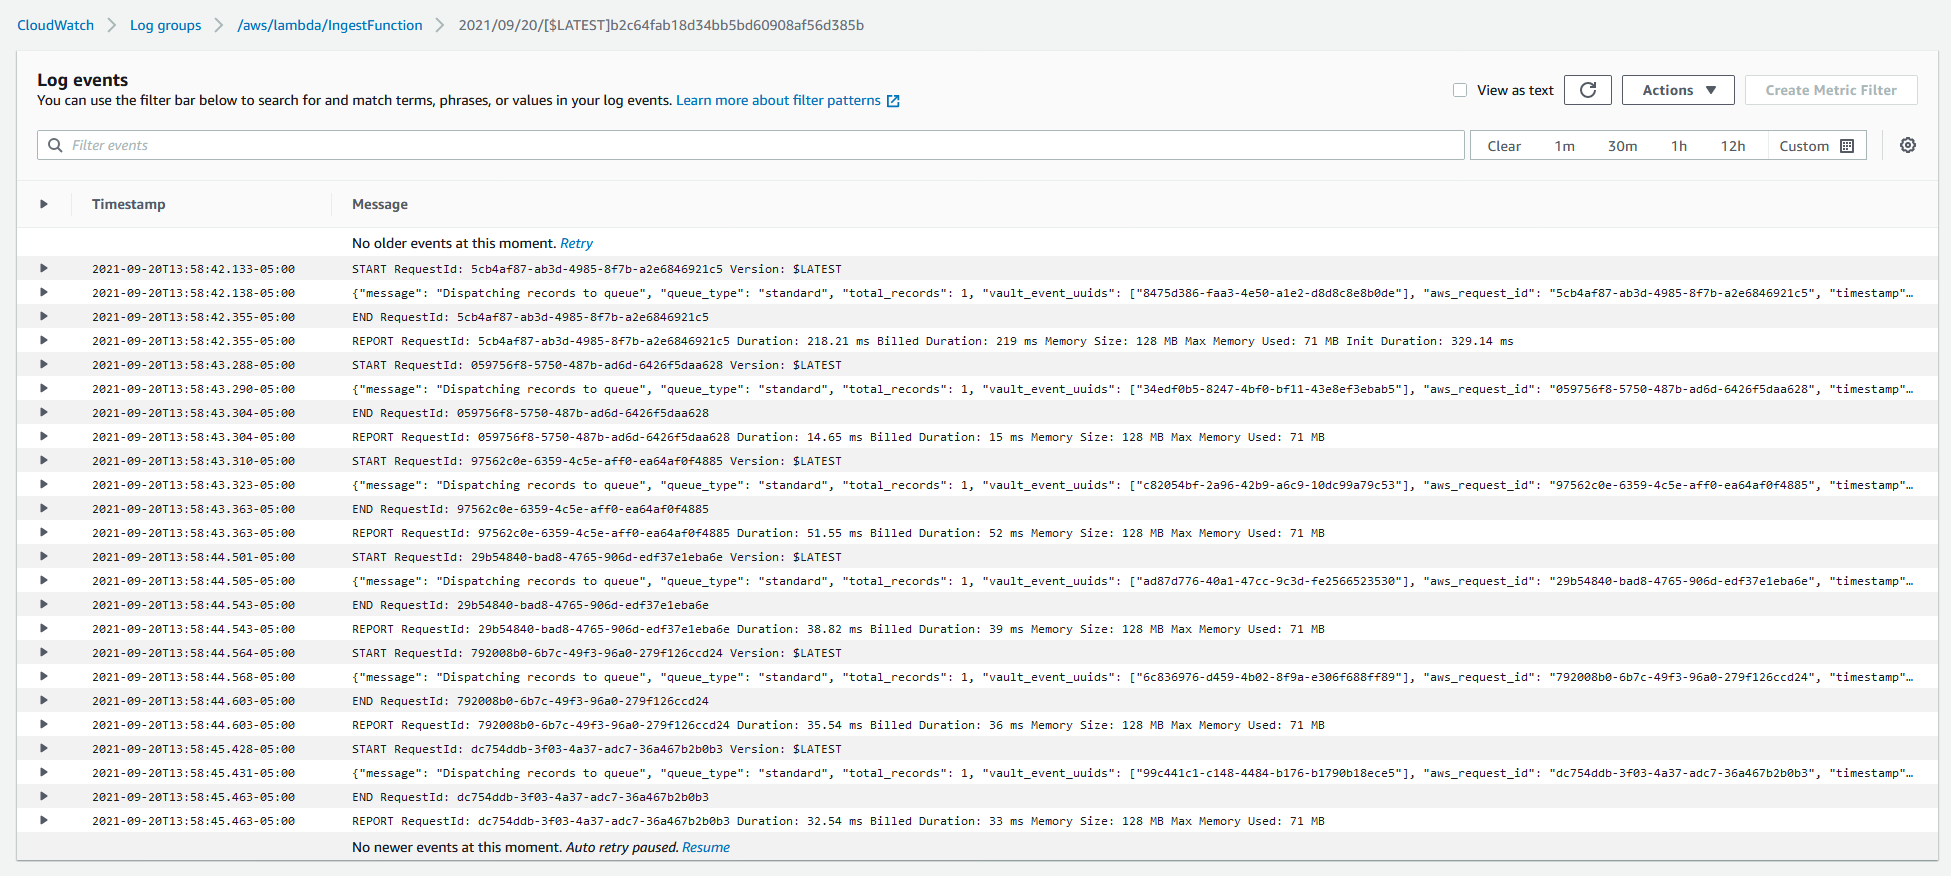 CloudWatch > Log groups > /aws/lambda/IngestFunction > 2021/09/20/[$LATEST]b2c64fab18d34bb5bd60908af56d385b
Log events
You can use the filter bar below to search for and match terms, phrases, or values in your log events. Learn more about filter patterns
View as text
Actions
Create Metric Filter
Filter events
Clear 1m 30m 1h 12h Custom
Timestamp Message
No older events at this moment. Retry
2021-09-20T13:58:42.133-05:00 START RequestId: 5cb4af87-ab3d-4985-8f7b-a2e6846921c5 Version: $LATEST
2021-09-20T13:58:42.138-05:00 {"message": "Dispatching records to queue", "queue_type": "standard", "total_records": 1, "vault_event_uuids": ["8475d386-faa3-4e50-a1e2-d8d8c8e8b0de"], "aws_request_id": "5cb4af87-ab3d-4985-8f7b-a2e6846921c5", "timestamp"…
2021-09-20T13:58:42.355-05:00 END RequestId: 5cb4af87-ab3d-4985-8f7b-a2e6846921c5
2021-09-20T13:58:42.355-05:00 REPORT RequestId: 5cb4af87-ab3d-4985-8f7b-a2e6846921c5 Duration: 218.21 ms Billed Duration: 219 ms Memory Size: 128 MB Max Memory Used: 71 MB Init Duration: 329.14 ms
2021-09-20T13:58:43.288-05:00 START RequestId: 059756f8-5750-487b-ad6d-6426f5daa628 Version: $LATEST
2021-09-20T13:58:43.290-05:00 {"message": "Dispatching records to queue", "queue_type": "standard", "total_records": 1, "vault_event_uuids": ["34edf0b5-8247-4bf0-bf11-43e8ef3ebab5"], "aws_request_id": "059756f8-5750-487b-ad6d-6426f5daa628", "timestamp"…
2021-09-20T13:58:43.304-05:00 END RequestId: 059756f8-5750-487b-ad6d-6426f5daa628
2021-09-20T13:58:43.304-05:00 REPORT RequestId: 059756f8-5750-487b-ad6d-6426f5daa628 Duration: 14.65 ms Billed Duration: 15 ms Memory Size: 128 MB Max Memory Used: 71 MB
2021-09-20T13:58:43.310-05:00 START RequestId: 97562c0e-6359-4c5e-aff0-ea64af0f4885 Version: $LATEST
2021-09-20T13:58:43.323-05:00 {"message": "Dispatching records to queue", "queue_type": "standard", "total_records": 1, "vault_event_uuids": ["c82054bf-2a96-42b9-a6c9-10dc99a79c53"], "aws_request_id": "97562c0e-6359-4c5e-aff0-ea64af0f4885", "timestamp"…
2021-09-20T13:58:43.363-05:00 END RequestId: 97562c0e-6359-4c5e-aff0-ea64af0f4885
2021-09-20T13:58:43.363-05:00 REPORT RequestId: 97562c0e-6359-4c5e-aff0-ea64af0f4885 Duration: 51.55 ms Billed Duration: 52 ms Memory Size: 128 MB Max Memory Used: 71 MB
2021-09-20T13:58:44.501-05:00 START RequestId: 29b54840-bad8-4765-906d-edf37e1eba6e Version: $LATEST
2021-09-20T13:58:44.505-05:00 {"message": "Dispatching records to queue", "queue_type": "standard", "total_records": 1, "vault_event_uuids": ["ad87d776-40a1-47cc-9c3d-fe2566523530"], "aws_request_id": "29b54840-bad8-4765-906d-edf37e1eba6e", "timestamp"…
2021-09-20T13:58:44.543-05:00 END RequestId: 29b54840-bad8-4765-906d-edf37e1eba6e
2021-09-20T13:58:44.543-05:00 REPORT RequestId: 29b54840-bad8-4765-906d-edf37e1eba6e Duration: 38.82 ms Billed Duration: 39 ms Memory Size: 128 MB Max Memory Used: 71 MB
2021-09-20T13:58:44.564-05:00 START RequestId: 792008b0-6b7c-49f3-96a0-279f126ccd24 Version: $LATEST
2021-09-20T13:58:44.568-05:00 {"message": "Dispatching records to queue", "queue_type": "standard", "total_records": 1, "vault_event_uuids": ["6c836976-d459-4b02-8f9a-e306f688ff89"], "aws_request_id": "792008b0-6b7c-49f3-96a0-279f126ccd24", "timestamp"…
2021-09-20T13:58:44.603-05:00 END RequestId: 792008b0-6b7c-49f3-96a0-279f126ccd24
2021-09-20T13:58:44.603-05:00 REPORT RequestId: 792008b0-6b7c-49f3-96a0-279f126ccd24 Duration: 35.54 ms Billed Duration: 36 ms Memory Size: 128 MB Max Memory Used: 71 MB
2021-09-20T13:58:45.428-05:00 START RequestId: dc754ddb-3f03-4a37-adc7-36a467b2b0b3 Version: $LATEST
2021-09-20T13:58:45.431-05:00 {"message": "Dispatching records to queue", "queue_type": "standard", "total_records": 1, "vault_event_uuids": ["99c441c1-c148-4484-b176-b1790b18ece5"], "aws_request_id": "dc754ddb-3f03-4a37-adc7-36a467b2b0b3", "timestamp"…
2021-09-20T13:58:45.463-05:00 END RequestId: dc754ddb-3f03-4a37-adc7-36a467b2b0b3
2021-09-20T13:58:45.463-05:00 REPORT RequestId: dc754ddb-3f03-4a37-adc7-36a467b2b0b3 Duration: 32.54 ms Billed Duration: 33 ms Memory Size: 128 MB Max Memory Used: 71 MB
No newer events at this moment. Auto retry paused. Resume